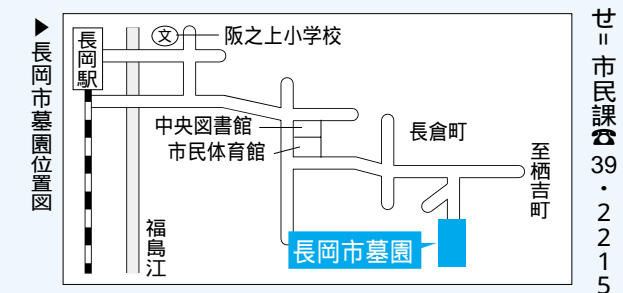 せ＝市民課☎39・2215
長岡駅
文
阪之上小学校
中央図書館
市民体育館
長倉町
至栖吉町
福島江
長岡市墓園
▶長岡市墓園位置図